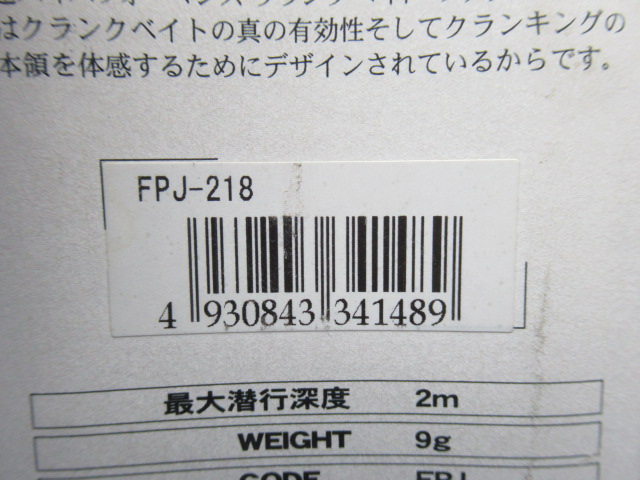 はクランクベイトの真の有効性そしてクランキングの
本領を体感するためにデザインされているからです。
FPJ-218
4 930843 341489
最大潜行深度 2m
WEIGHT 9g
CODE FPJ